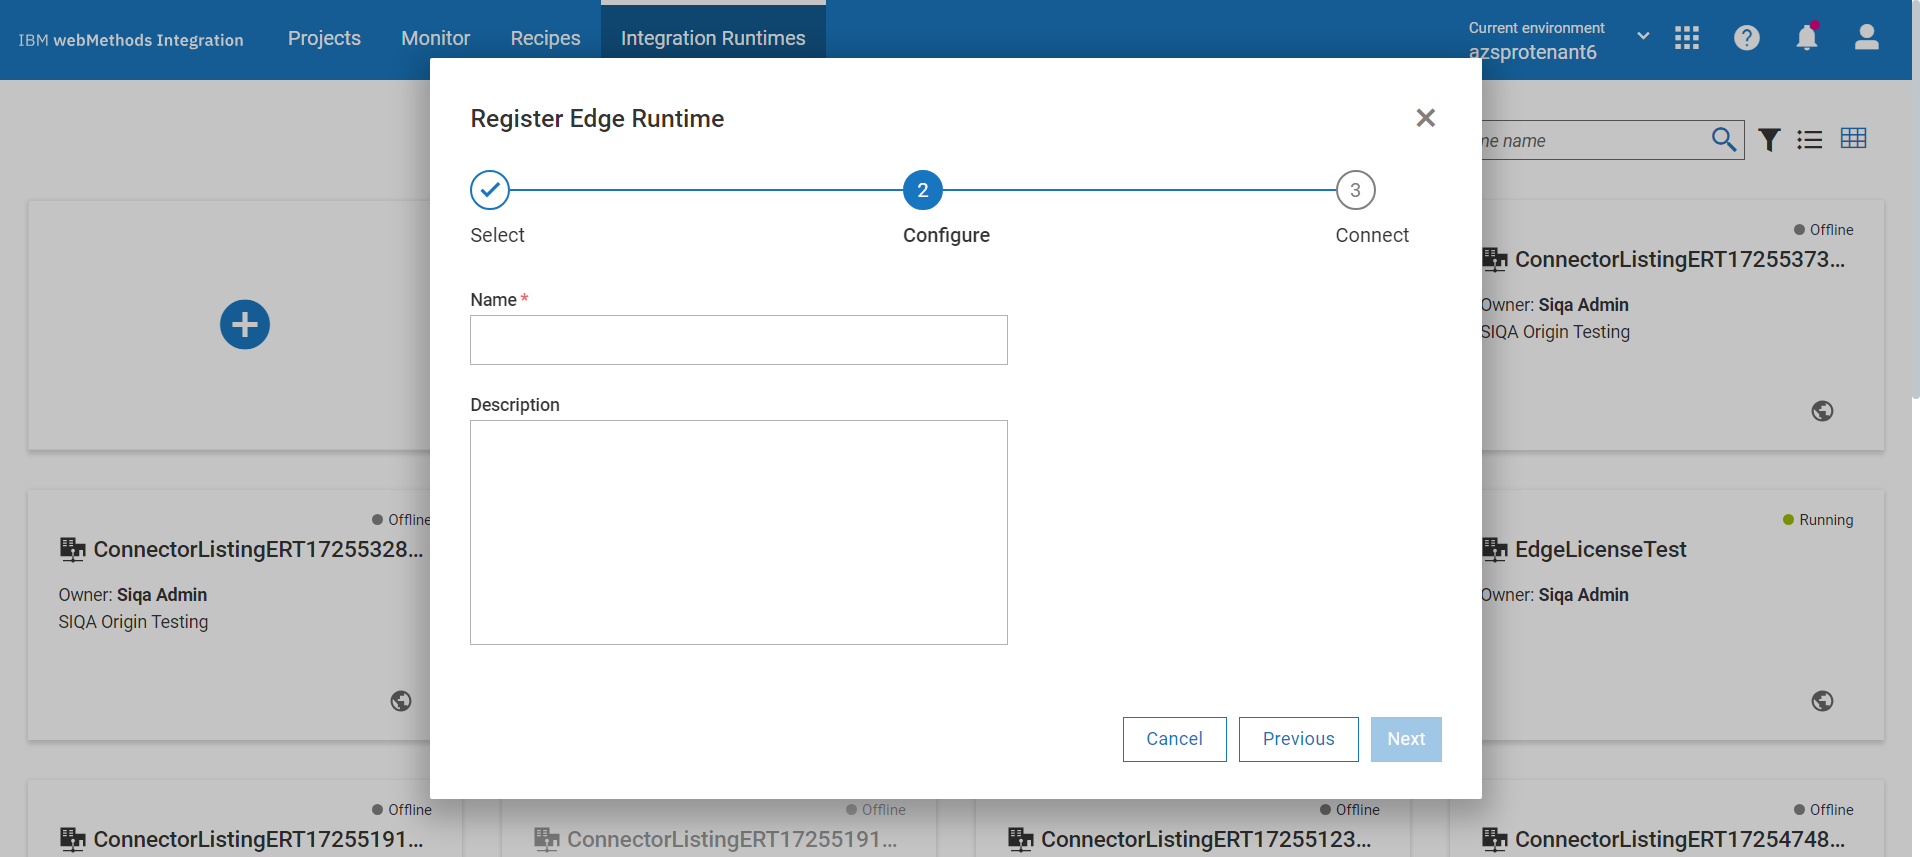 IBM webMethods Integration
Projects
Monitor
Recipes
Integration Runtimes
Current environment
azsprotenant6
Register Edge Runtime
2
3
Select
Configure
Connect
Name *
Description
Cancel
Previous
Next
name
Offline
ConnectorListingERT17255373...
Owner: Siqa Admin
SIQA Origin Testing
Offline
ConnectorListingERT17255328...
Owner: Siqa Admin
SIQA Origin Testing
Running
EdgeLicenseTest
Owner: Siqa Admin
Offline
ConnectorListingERT17255191...
Offline
ConnectorListingERT17255191...
Offline
ConnectorListingERT17255123...
Offline
ConnectorListingERT17254748...